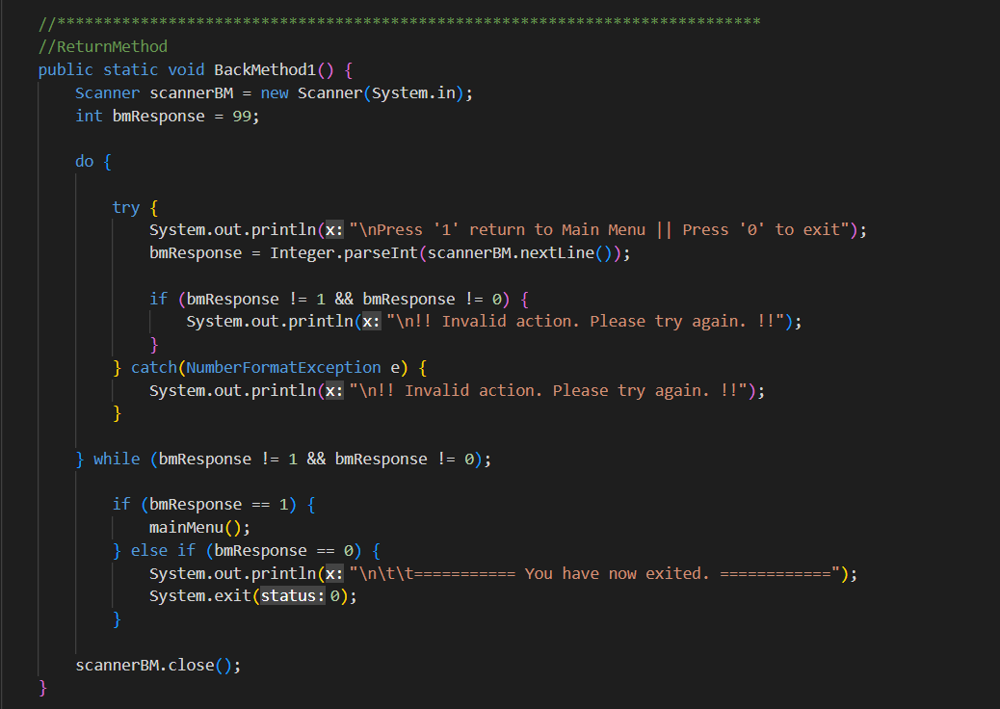 //****************************************************************************
//ReturnMethod
public static void BackMethod1() {
Scanner scannerBM = new Scanner(System.in);
int bmResponse = 99;
do {
try {
System.out.println(x: "\nPress '1' return to Main Menu || Press '0' to exit");
bmResponse = Integer.parseInt(scannerBM.nextLine());
if (bmResponse != 1 && bmResponse != 0) {
System.out.println(x: "\n!! Invalid action. Please try again. !!");
}
} catch(NumberFormatException e) {
System.out.println(x: "\n!! Invalid action. Please try again. !!");
}
} while (bmResponse != 1 && bmResponse != 0);
if (bmResponse == 1) {
mainMenu();
} else if (bmResponse == 0) {
System.out.println(x: "\n\t\t=========== You have now exited. ============");
System.exit(status: 0);
}
scannerBM.close();
}